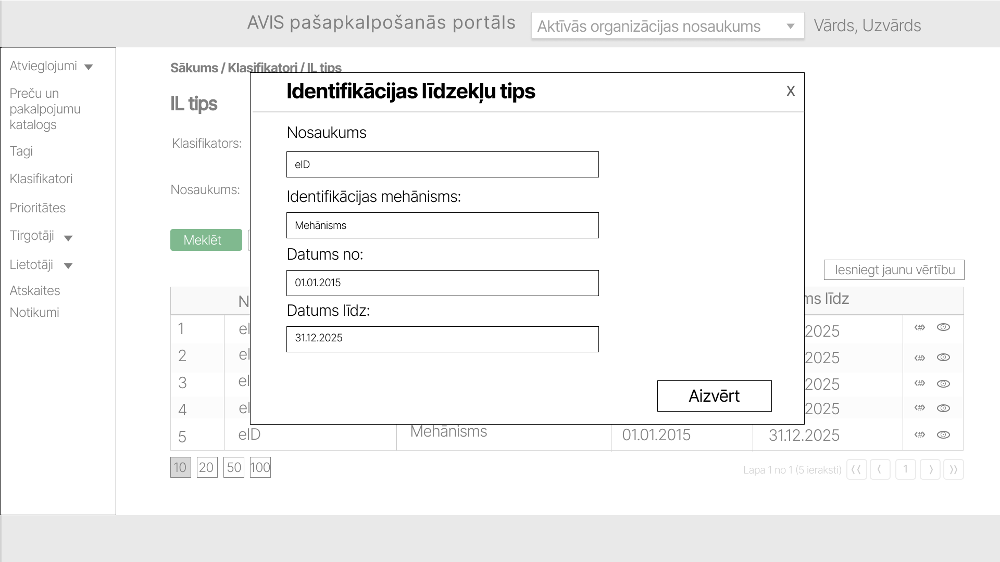 AVIS pašapkalpošanās portāls
Aktīvās organizācijas nosaukums
Vārds, Uzvārds
Atvieglojumi
Preču un
pakalpojumu
katalogs
Tagi
Klasifikatori
Prioritātes
Tirgotāji
Lietotāji
Atskaites
Notikumi
Sākums / Klasifikatori / IL tips
IL tips
Klasifikators:
Nosaukums:
Meklēt
Identifikācijas līdzekļu tips
X
Nosaukums
eID
Identifikācijas mehānisms:
Mehānisms
Datums no:
01.01.2015
Datums līdz:
31.12.2025
Aizvērt
Iesniegt jaunu vērtību
N
ms līdz
1 eI 2025 <#>
2 eI 2025 <#>
3 eI 2025 <#>
4 eI 2025 <#>
5 eID Mehānisms 01.01.2015 31.12.2025 <#>
10 20 50 100
Lapa 1 no 1 (5 ieraksti) 1